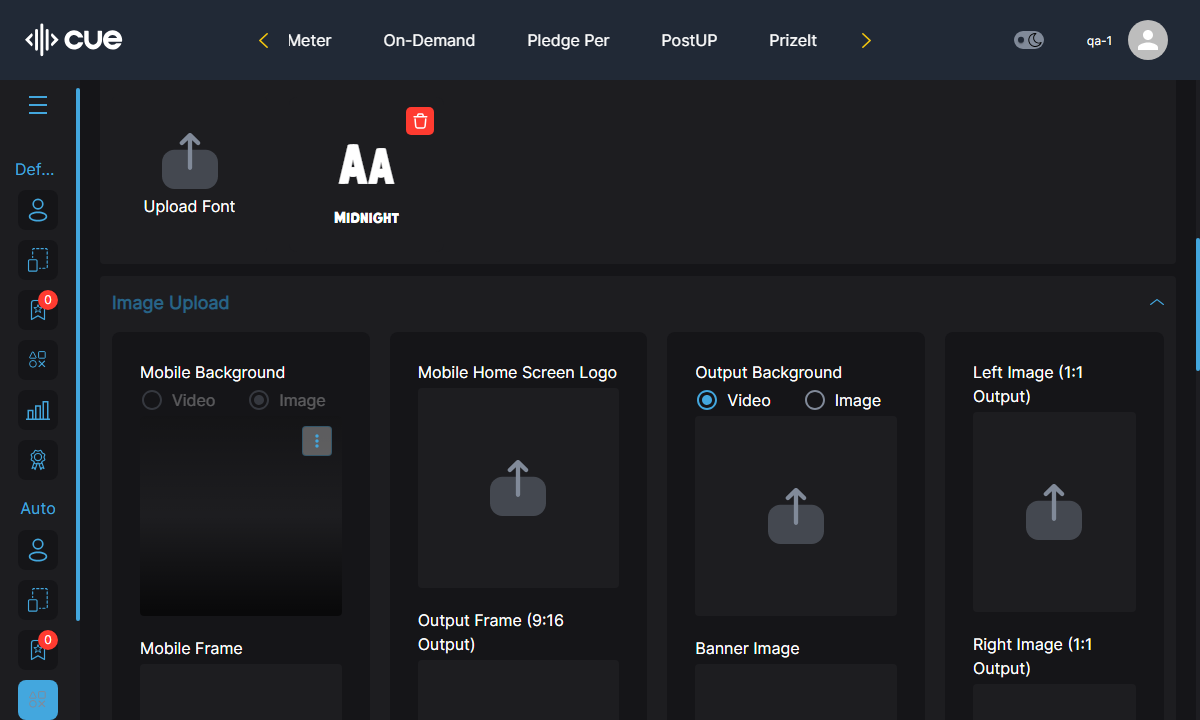 cue
Meter
On-Demand
Pledge Per
PostUP
PrizeIt
qa-1
Def...
0
Auto
0
Upload Font
AA
MIDNIGHT
Image Upload
Mobile Background
Video
Image
Mobile Frame
Mobile Home Screen Logo
Output Frame (9:16
Output)
Output Background
Video
Image
Banner Image
Left Image (1:1
Output)
Right Image (1:1
Output)